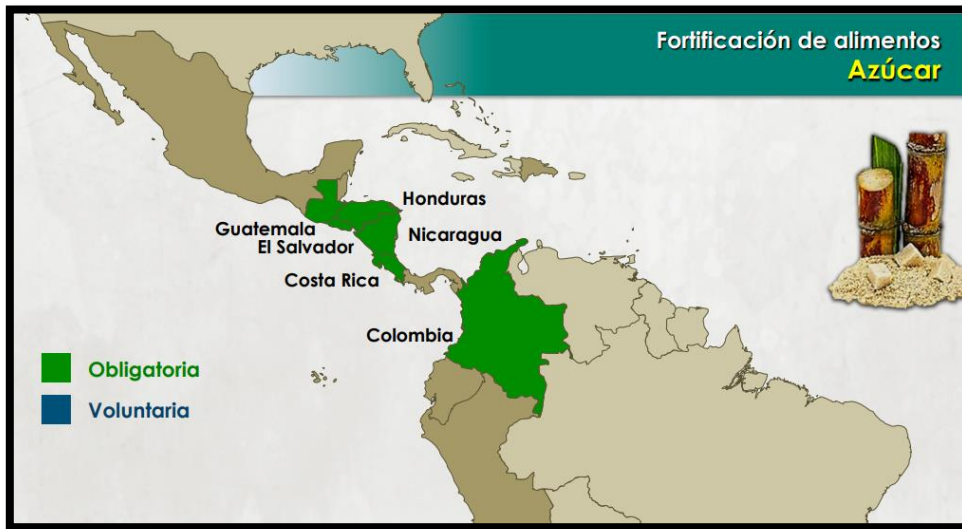 Fortificación de alimentos
Azúcar
Honduras
Guatemala
Nicaragua
El Salvador
Costa Rica
Colombia
Obligatoria
Voluntaria